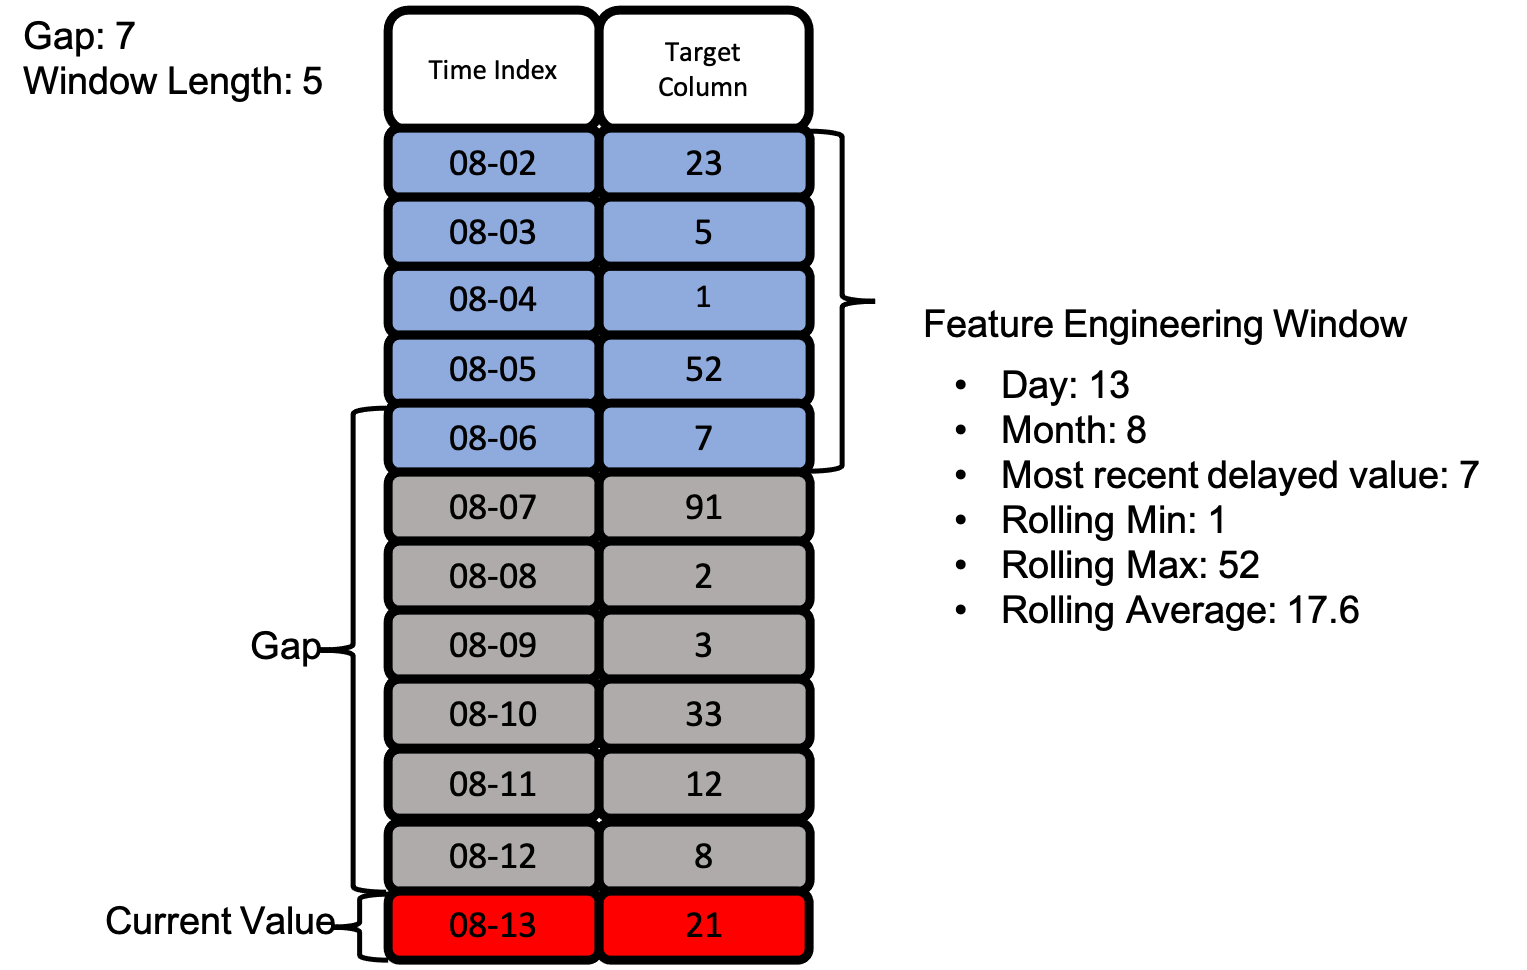 Gap: 7
Window Length: 5
Time Index
Target
Column
08-02 23
08-03 5
08-04 1
08-05 52
08-06 7
08-07 91
08-08 2
08-09 3
08-10 33
08-11 12
08-12 8
08-13 21
Gap
Current Value
Feature Engineering Window
• Day: 13
• Month: 8
• Most recent delayed value: 7
• Rolling Min: 1
• Rolling Max: 52
• Rolling Average: 17.6